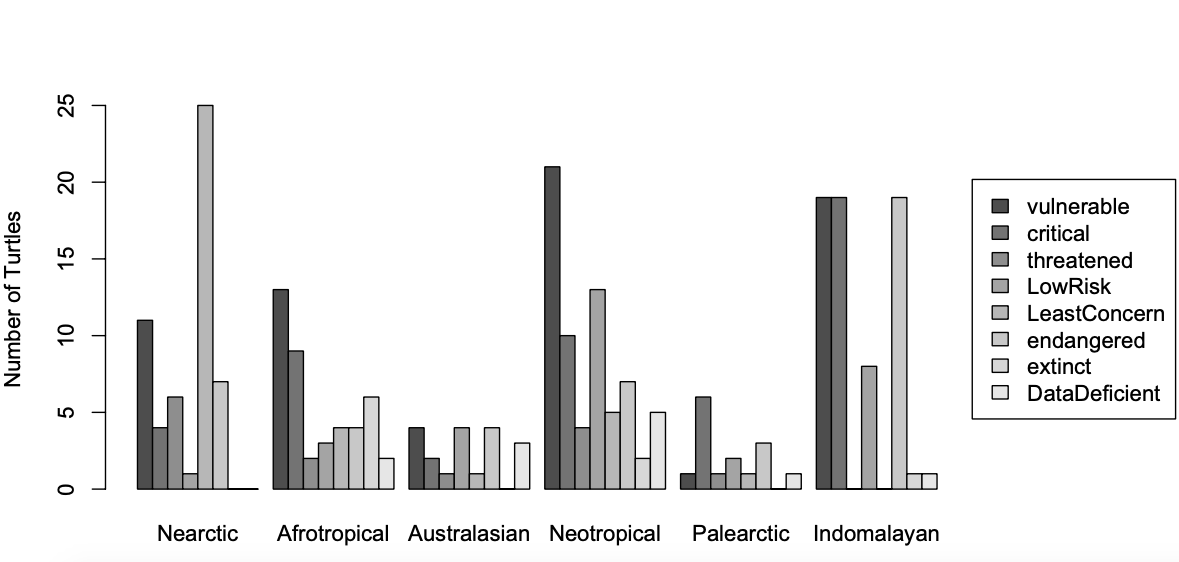 Number of Turtles
25
20
15
10
5
0
Nearctic Afrotropical Australasian Neotropical Palearctic Indomalayan
vulnerable
critical
threatened
LowRisk
LeastConcern
endangered
extinct
DataDeficient